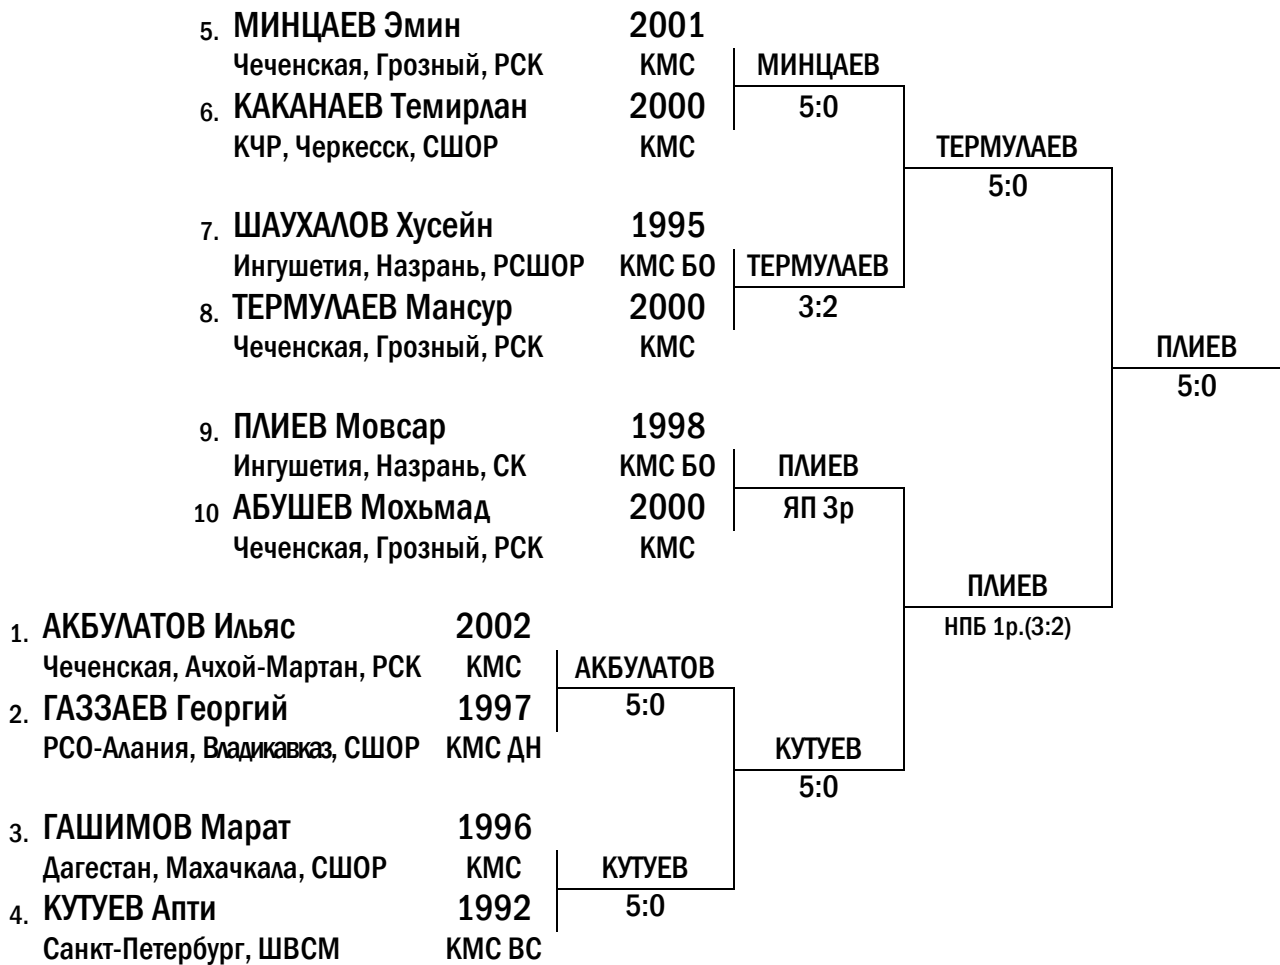 5. МИНЦАЕВ Эмин 2001
Чеченская, Грозный, РСК КМС МИНЦАЕВ
6. КАКАНАЕВ Темирлан 2000 5:0
КЧР, Черкесск, СШОР КМС ТЕРМУЛАЕВ
5:0
7. ШАУХАЛОВ Хусейн 1995
Ингушетия, Назрань, РСШОР КМС БО ТЕРМУЛАЕВ
8. ТЕРМУЛАЕВ Мансур 2000 3:2
Чеченская, Грозный, РСК КМС ПЛИЕВ
5:0
9. ПЛИЕВ Мовсар 1998
Ингушетия, Назрань, СК КМС БО ПЛИЕВ
10 АБУШЕВ Мохьмад 2000 ЯП 3р
Чеченская, Грозный, РСК КМС
ПЛИЕВ
1. АКБУЛАТОВ Ильяс 2002 НПБ 1р.(3:2)
Чеченская, Ачхой-Мартан, РСК КМС АКБУЛАТОВ
2. ГАЗЗАЕВ Георгий 1997 5:0
РСО-Алания, Владикавказ, СШОР КМС ДН КУТУЕВ
5:0
3. ГАШИМОВ Марат 1996
Дагестан, Махачкала, СШОР КМС КУТУЕВ
4. КУТУЕВ Апти 1992 5:0
Санкт-Петербург, ШВСМ КМС ВС